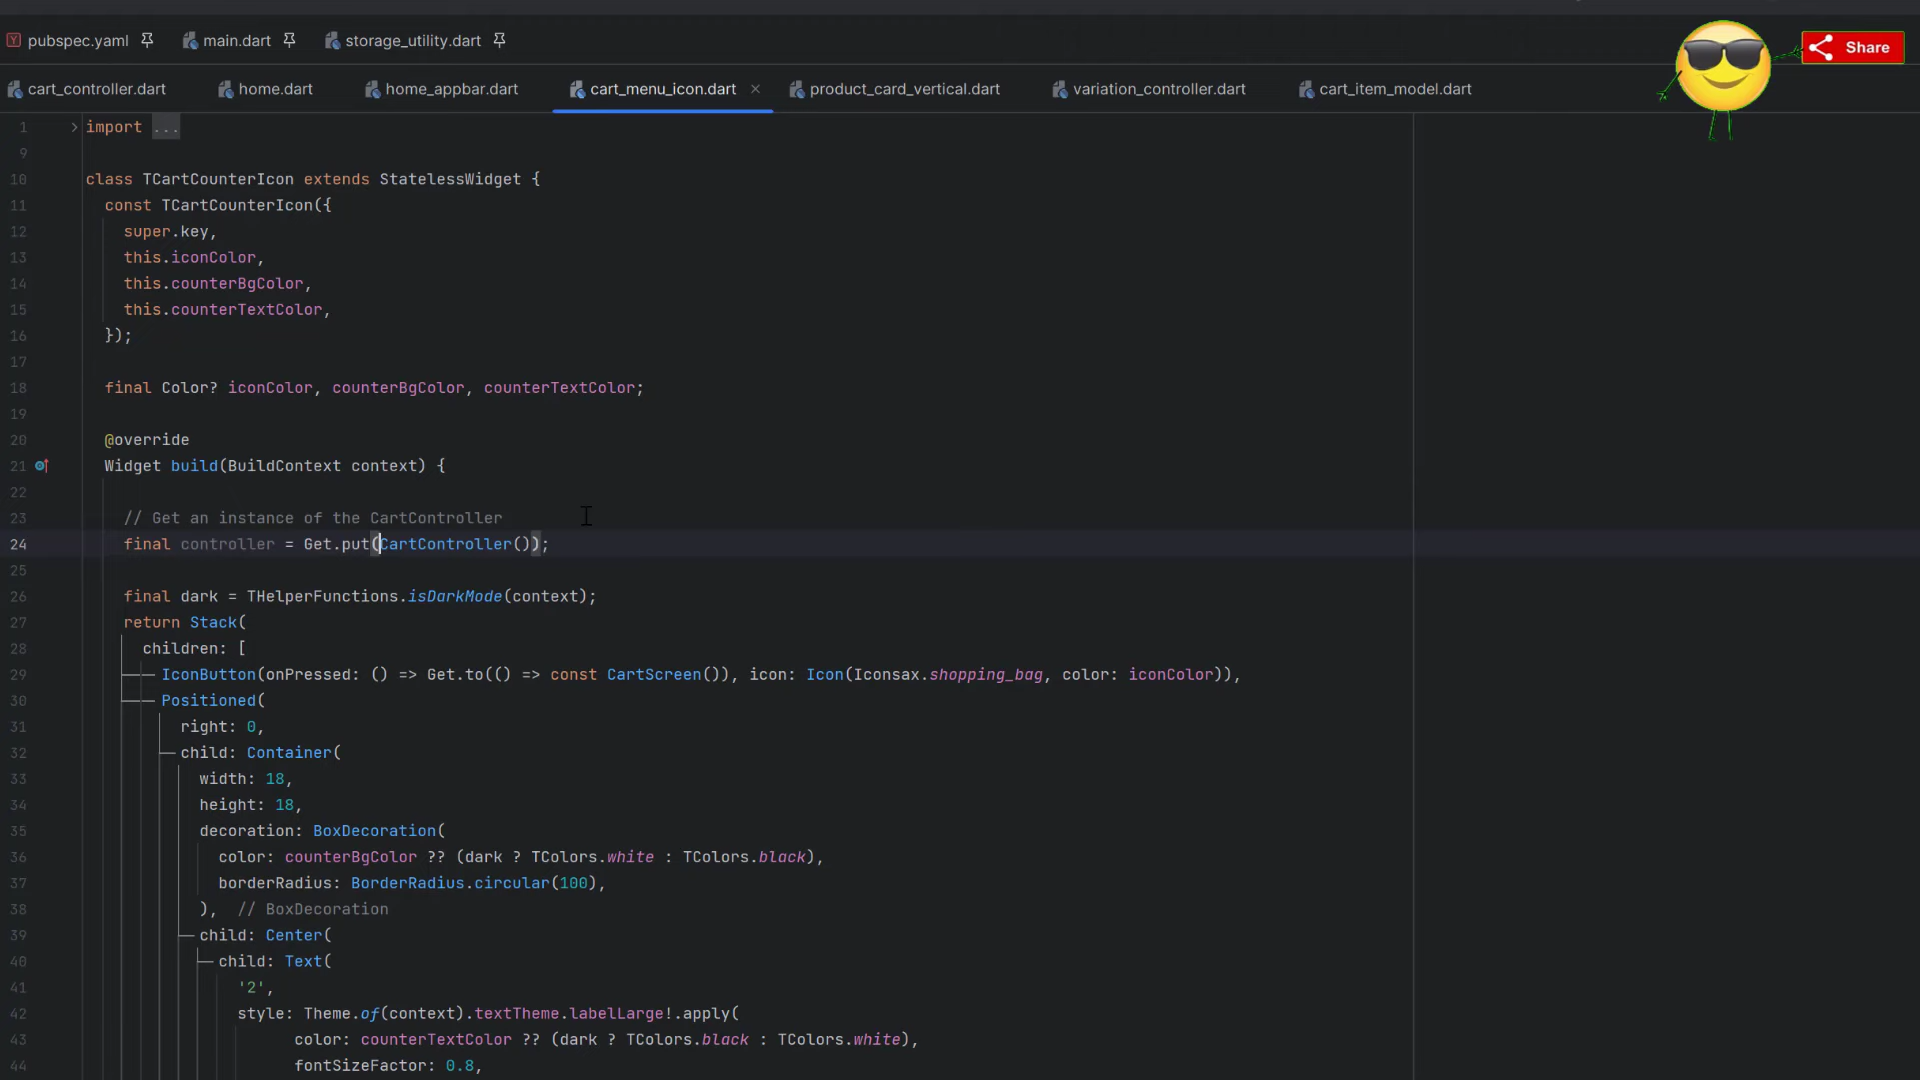 pubspec.yaml main.dart storage_utility.dart
Share
cart_controller.dart home.dart home_appbar.dart cart_menu_icon.dart product_card_vertical.dart variation_controller.dart cart_item_model.dart
1 import ...
9
10 class TCartCounterIcon extends StatelessWidget {
11 const TCartCounterIcon({
12 super.key,
13 this.iconColor,
14 this.counterBgColor,
15 this.counterTextColor,
16 });
17
18 final Color? iconColor, counterBgColor, counterTextColor;
19
20 @override
21 Widget build(BuildContext context) {
22
23 // Get an instance of the CartController
24 final controller = Get.put(CartController());
25
26 final dark = THelperFunctions.isDarkMode(context);
27 return Stack(
28 children: [
29 IconButton(onPressed: () => Get.to(() => const CartScreen()), icon: Icon(Iconsax.shopping_bag, color: iconColor)),
30 Positioned(
31 right: 0,
32 child: Container(
33 width: 18,
34 height: 18,
35 decoration: BoxDecoration(
36 color: counterBgColor ?? (dark ? TColors.white : TColors.black),
37 borderRadius: BorderRadius.circular(100),
38 ), // BoxDecoration
39 child: Center(
40 child: Text(
41 '2',
42 style: Theme.of(context).textTheme.labelLarge!.apply(
43 color: counterTextColor ?? (dark ? TColors.black : TColors.white),
44 fontSizeFactor: 0.8,